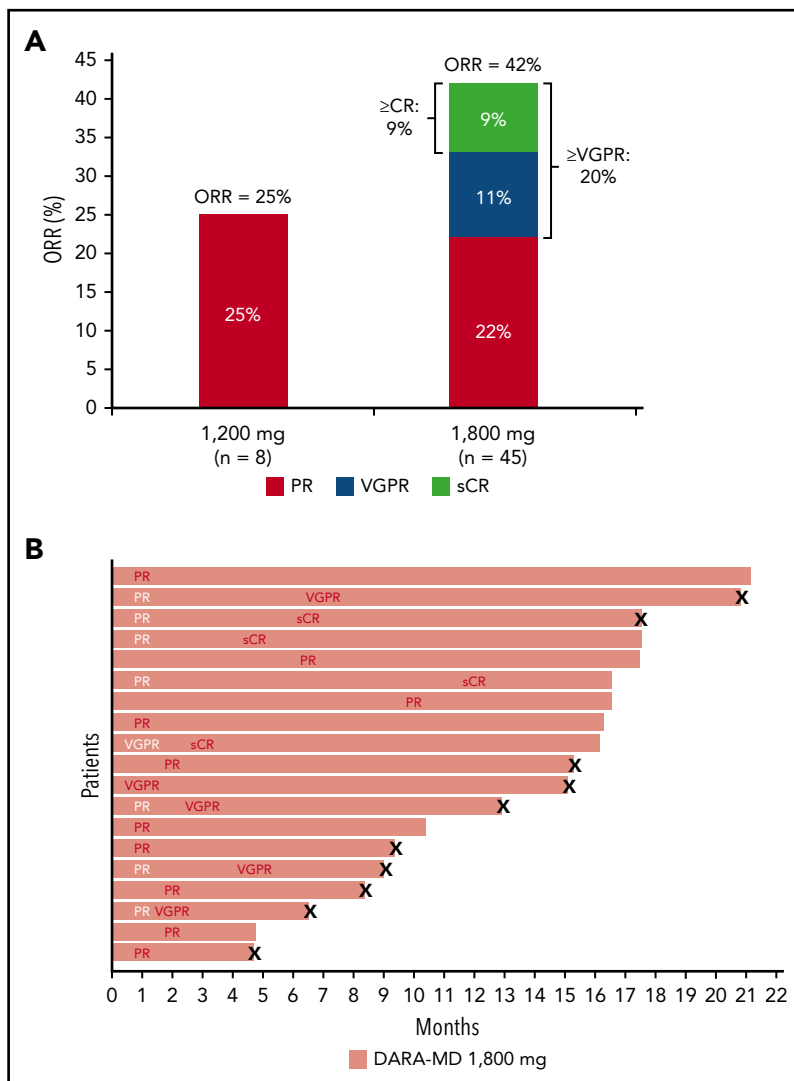 A
45
40
35
30
25
20
15
10
5
0
ORR (%)
ORR = 25%
25%
ORR = 42%
≥CR:
9%
9%
≥VGPR:
20%
11%
22%
1,200 mg
(n = 8)
1,800 mg
(n = 45)
PR VGPR sCR
B
Patients
PR
PR VGPR X
PR sCR X
PR sCR
PR
PR sCR
PR
PR
VGPR sCR
PR X
VGPR X
PR VGPR X
PR
PR X
PR VGPR X
PR X
PR VGPR X
PR
PR X
0 1 2 3 4 5 6 7 8 9 10 11 12 13 14 15 16 17 18 19 20 21 22
Months
DARA-MD 1,800 mg